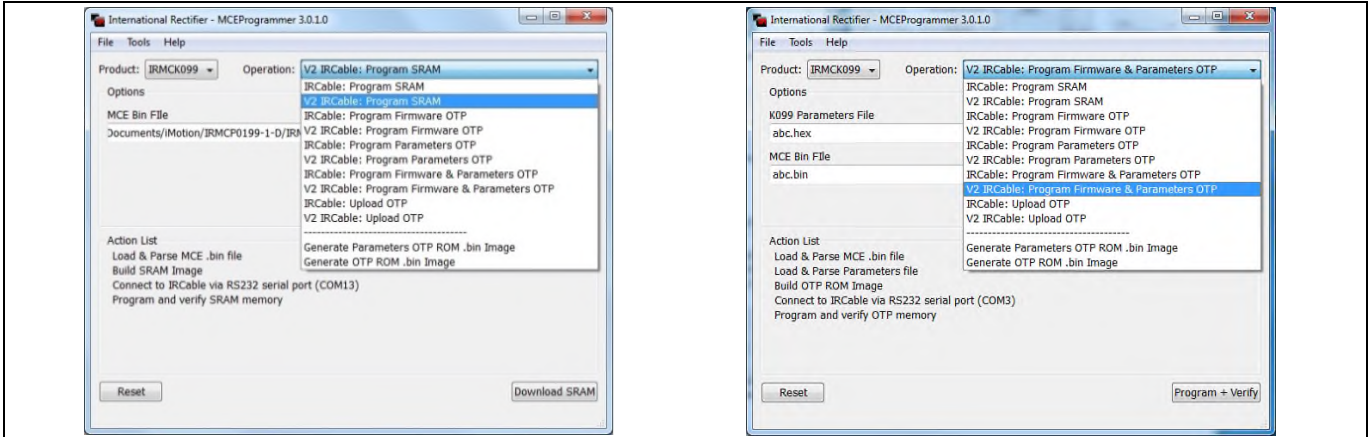 International Rectifier - MCEProgrammer 3.0.1.0
File Tools Help
Product: IRMCK099 Operation: V2 IRCable: Program SRAM
Options
MCE Bin FIle
Documents/iMotion/IRMCP0199-1-D/IRM
IRCable: Program SRAM
V2 IRCable: Program SRAM
IRCable: Program Firmware OTP
V2 IRCable: Program Firmware OTP
IRCable: Program Parameters OTP
V2 IRCable: Program Parameters OTP
IRCable: Program Firmware & Parameters OTP
V2 IRCable: Program Firmware & Parameters OTP
IRCable: Upload OTP
V2 IRCable: Upload OTP
---------------------------------------
Generate Parameters OTP ROM .bin Image
Generate OTP ROM .bin Image
Action List
Load & Parse MCE .bin file
Build SRAM Image
Connect to IRCable via RS232 serial port (COM13)
Program and verify SRAM memory
Reset Download SRAM
International Rectifier - MCEProgrammer 3.0.1.0
File Tools Help
Product: IRMCK099 Operation: V2 IRCable: Program Firmware & Parameters OTP
Options
K099 Parameters File
abc.hex
MCE Bin FIle
abc.bin
IRCable: Program SRAM
V2 IRCable: Program SRAM
IRCable: Program Firmware OTP
V2 IRCable: Program Firmware OTP
IRCable: Program Parameters OTP
V2 IRCable: Program Parameters OTP
IRCable: Program Firmware & Parameters OTP
V2 IRCable: Program Firmware & Parameters OTP
IRCable: Upload OTP
V2 IRCable: Upload OTP
---------------------------------------
Generate Parameters OTP ROM .bin Image
Generate OTP ROM .bin Image
Action List
Load & Parse MCE .bin file
Load & Parse Parameters file
Build OTP ROM Image
Connect to IRCable via RS232 serial port (COM3)
Program and verify OTP memory
Reset Program + Verify